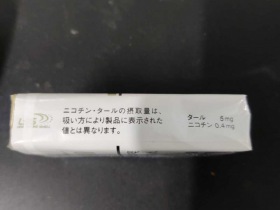 ニコチン・タールの摂取量は、
吸い方により製品に表示された
値とは異なります。
タール 5mg
ニコチン 0.4mg